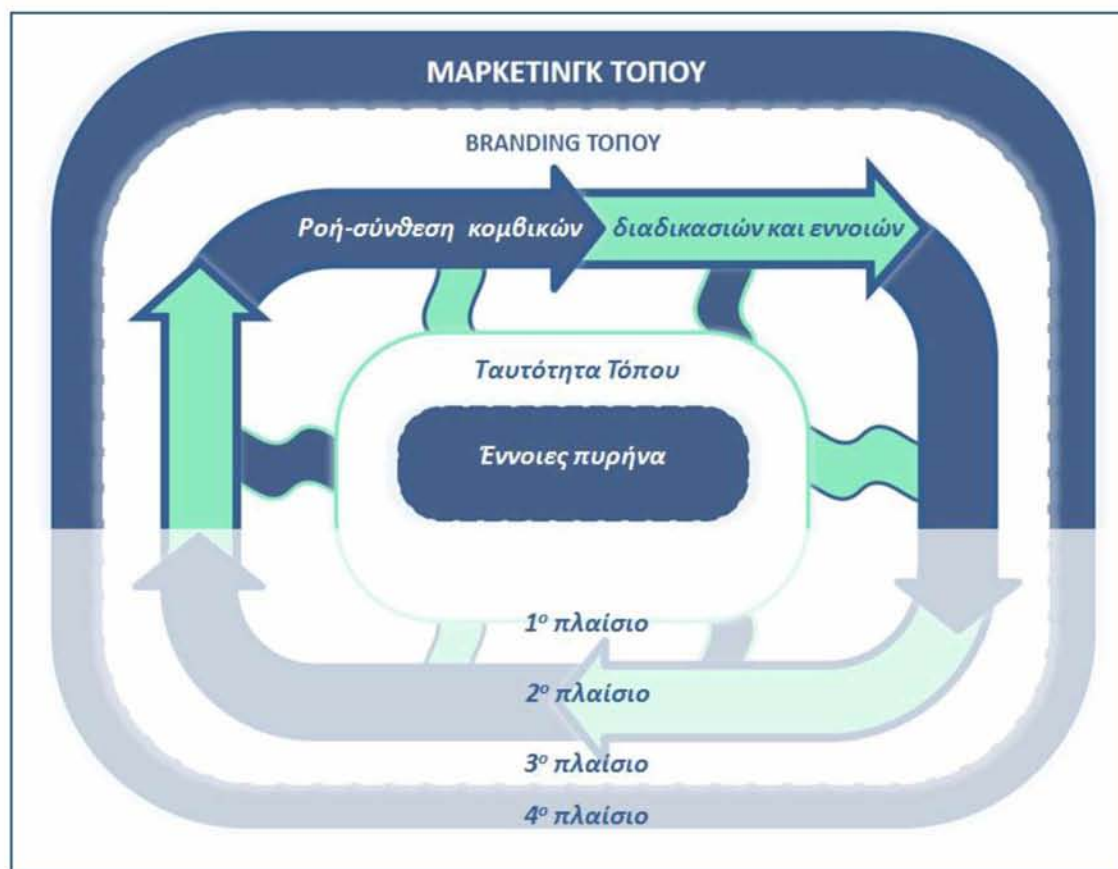 ΜΑΡΚΕΤΙΝΓΚ ΤΟΠΟΥ
BRANDING ΤΟΠΟΥ
Ροή-σύνθεση κομβικών διαδικασιών και εννοιών
Ταυτότητα Τόπου
Έννοιες πυρήνα
1ο πλαίσιο
2ο πλαίσιο
3ο πλαίσιο
4ο πλαίσιο